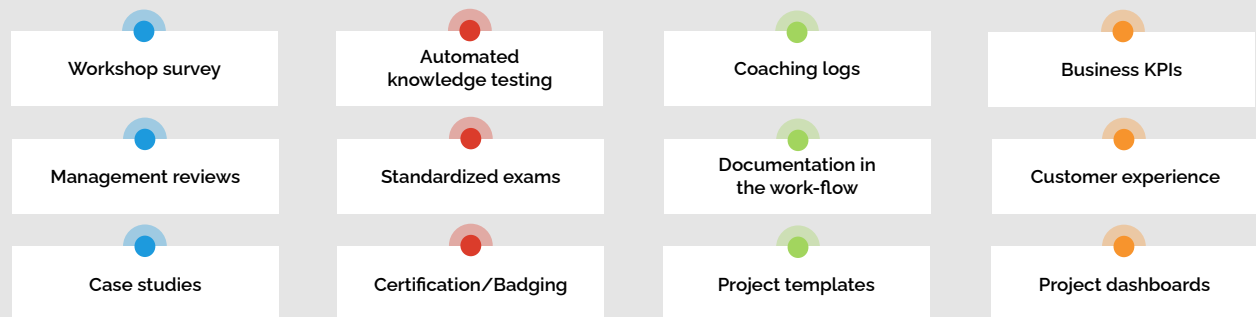 Workshop survey
Automated
knowledge testing
Coaching logs
Business KPIs
Management reviews
Standardized exams
Documentation in
the work-flow
Customer experience
Case studies
Certification/Badging
Project templates
Project dashboards